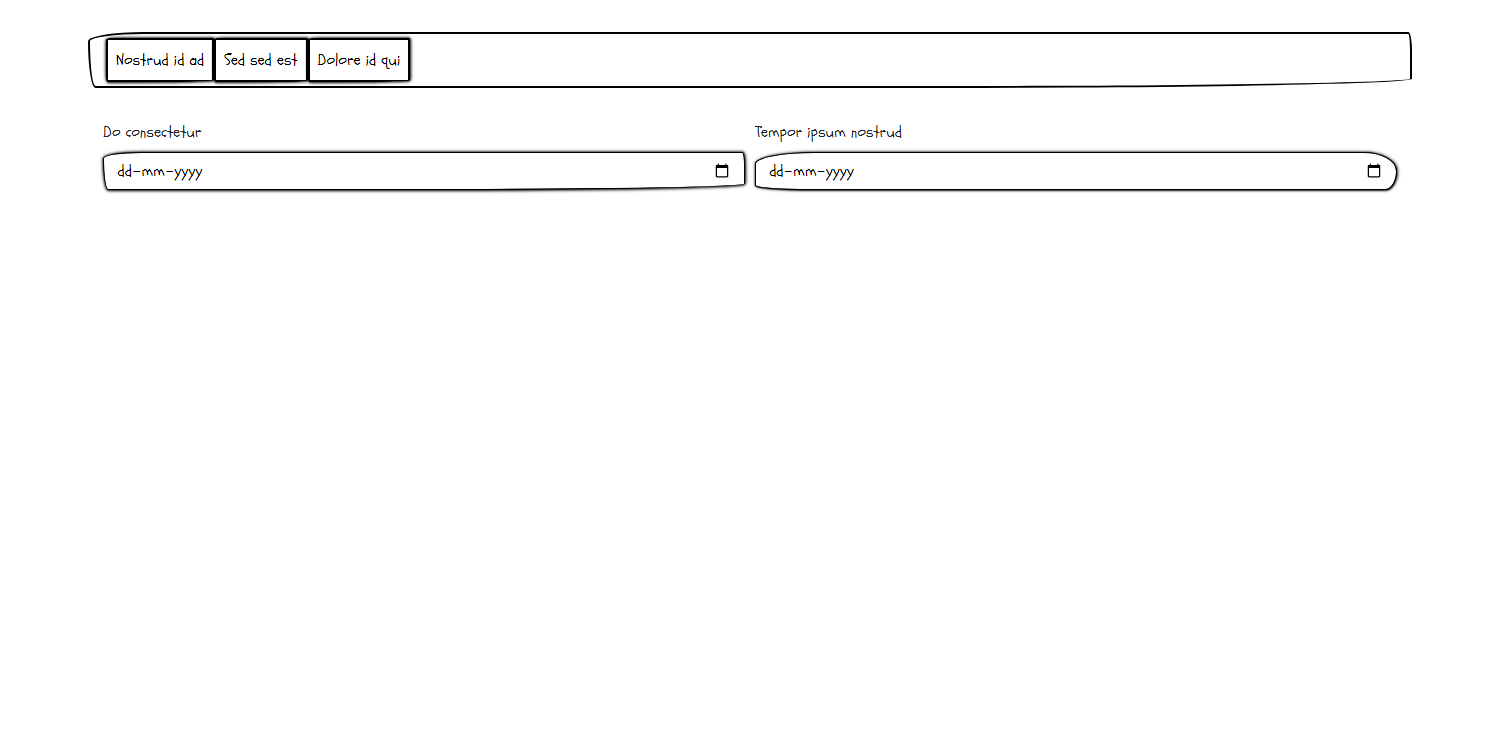 Nostrud id ad Sed sed est Dolore id qui
Do consectetur Tempor ipsum nostrud
dd-mm-yyyy dd-mm-yyyy